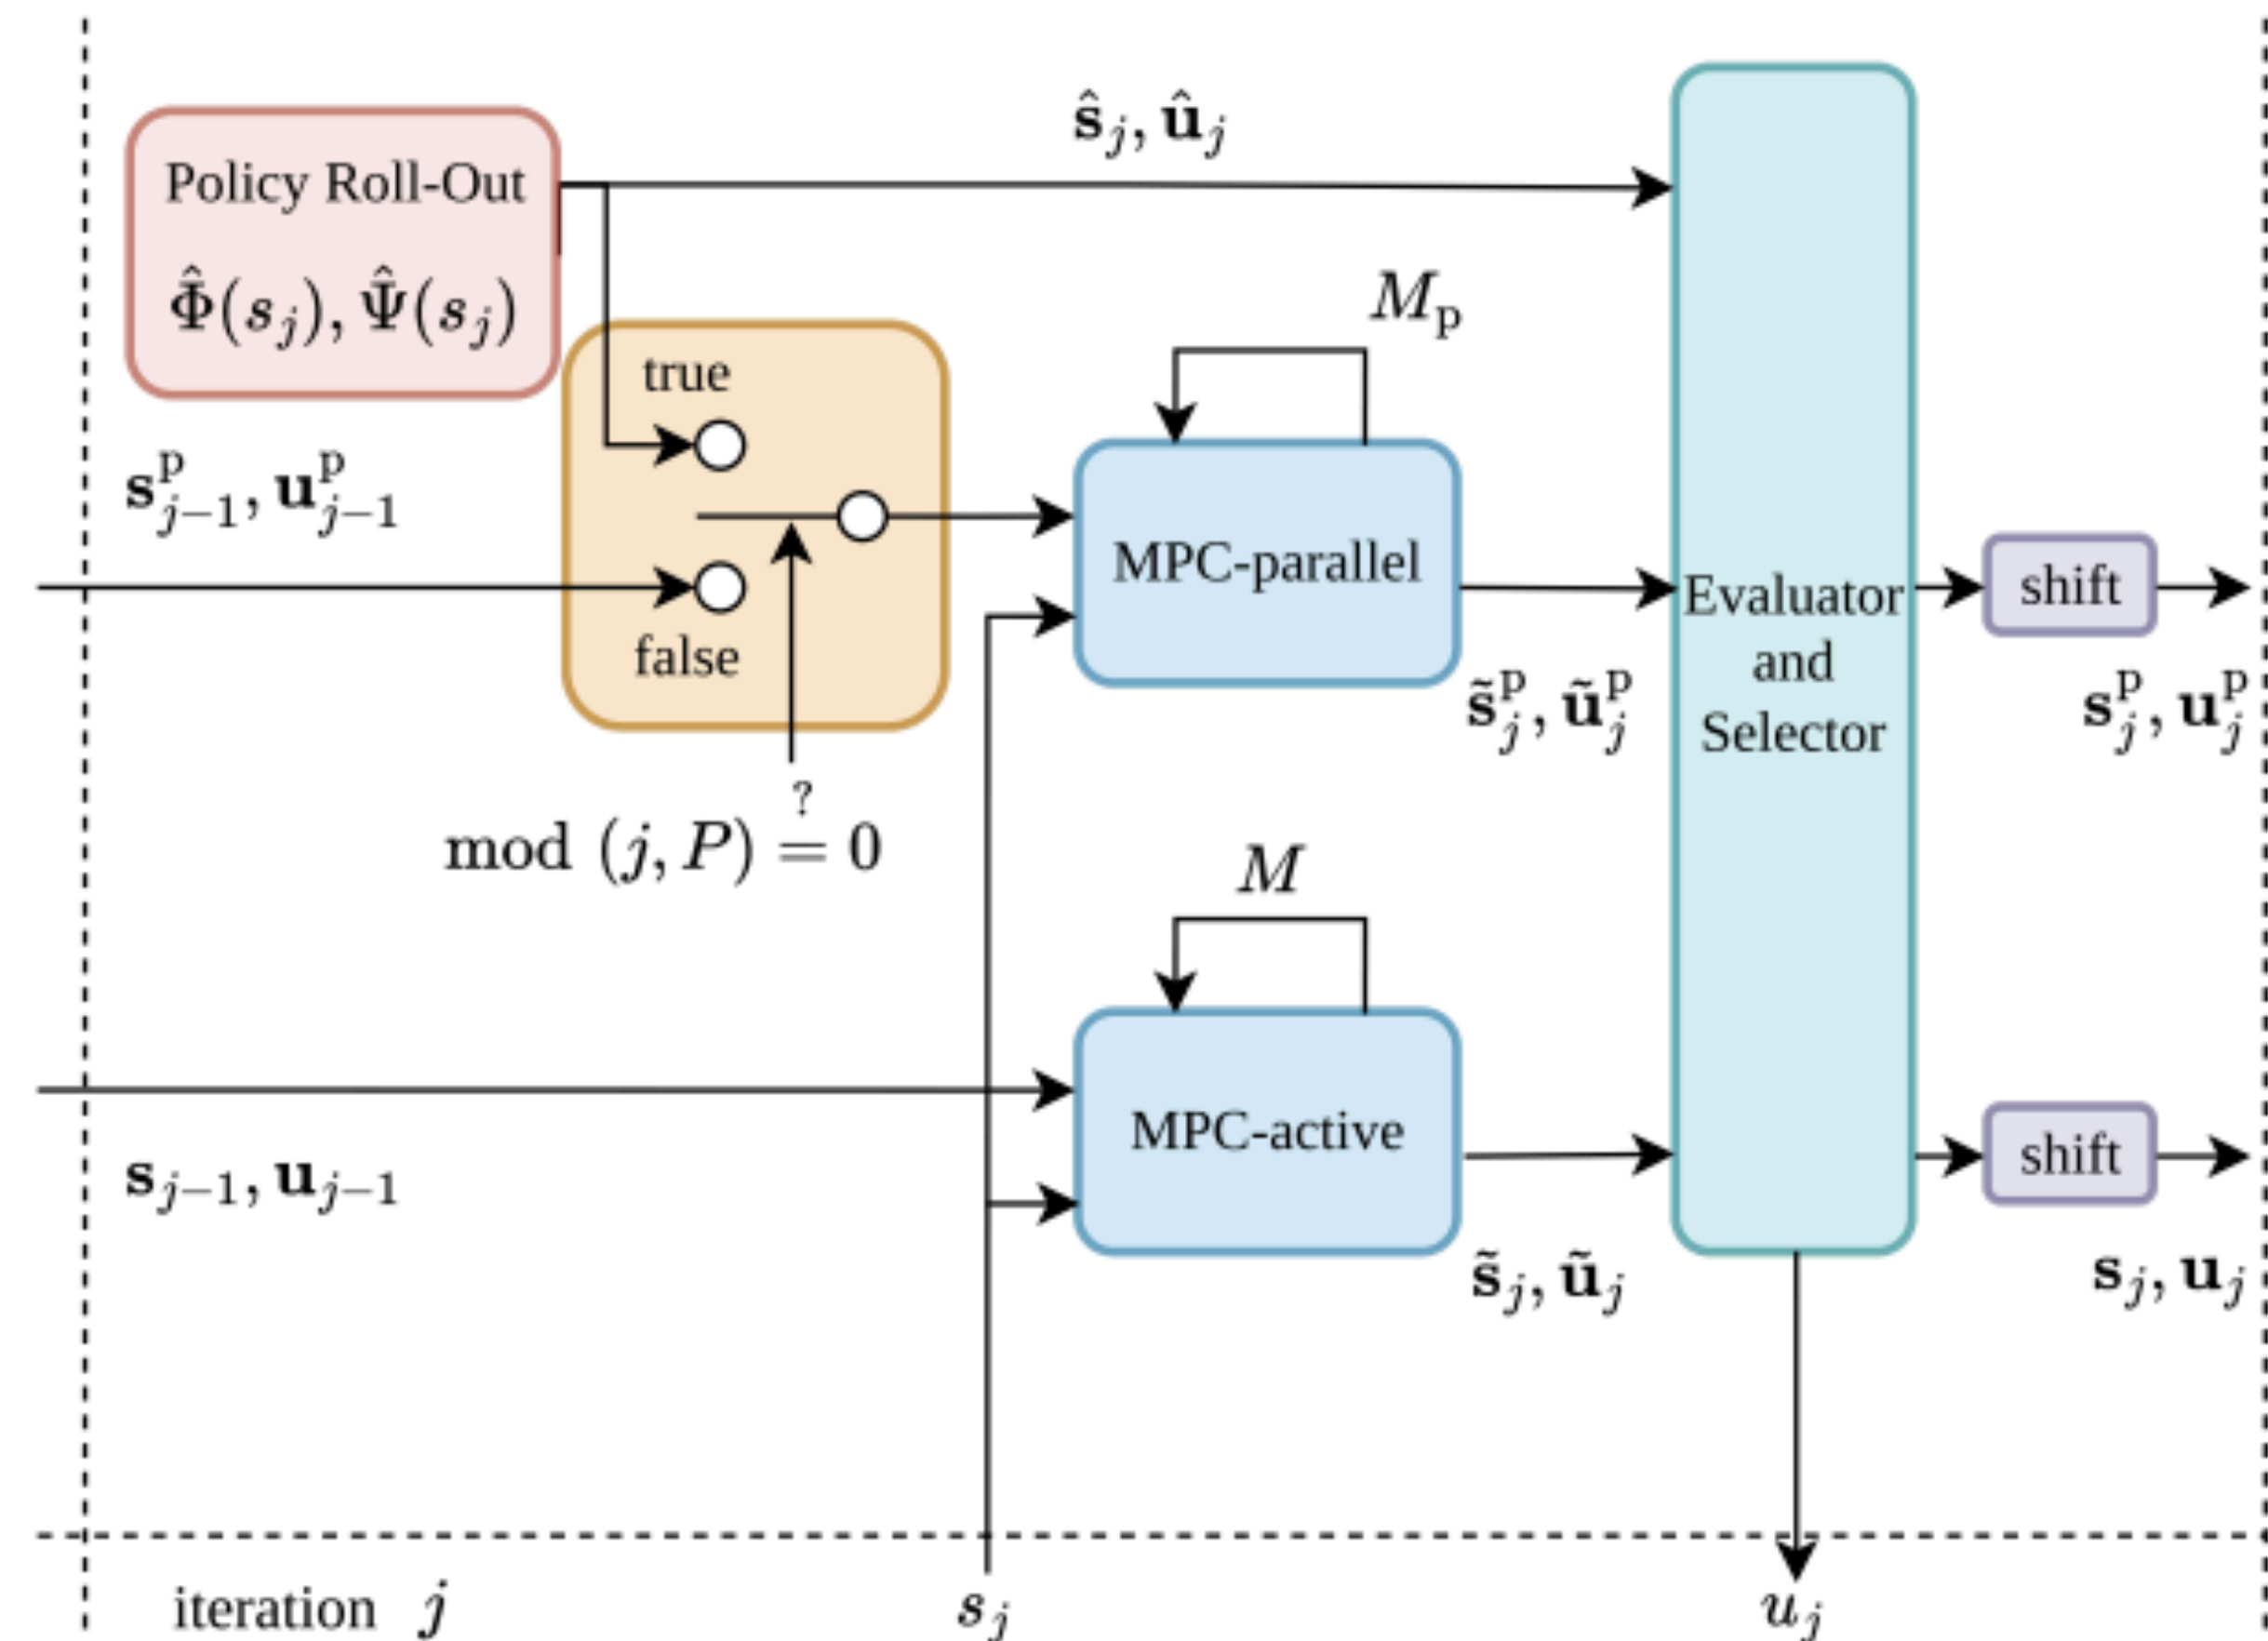 ŝ_j, û_j
Policy Roll-Out
Φ̂(s_j), Ψ̂(s_j)
M_p
true
s^p_{j−1}, u^p_{j−1}
MPC-parallel
false
Evaluator
and
Selector
shift
s̃^p_j, ũ^p_j
s^p_j, u^p_j
mod (j, P) ≟ 0
M
MPC-active
shift
s_{j−1}, u_{j−1}
s̃_j, ũ_j
s_j, u_j
iteration j
s_j
u_j